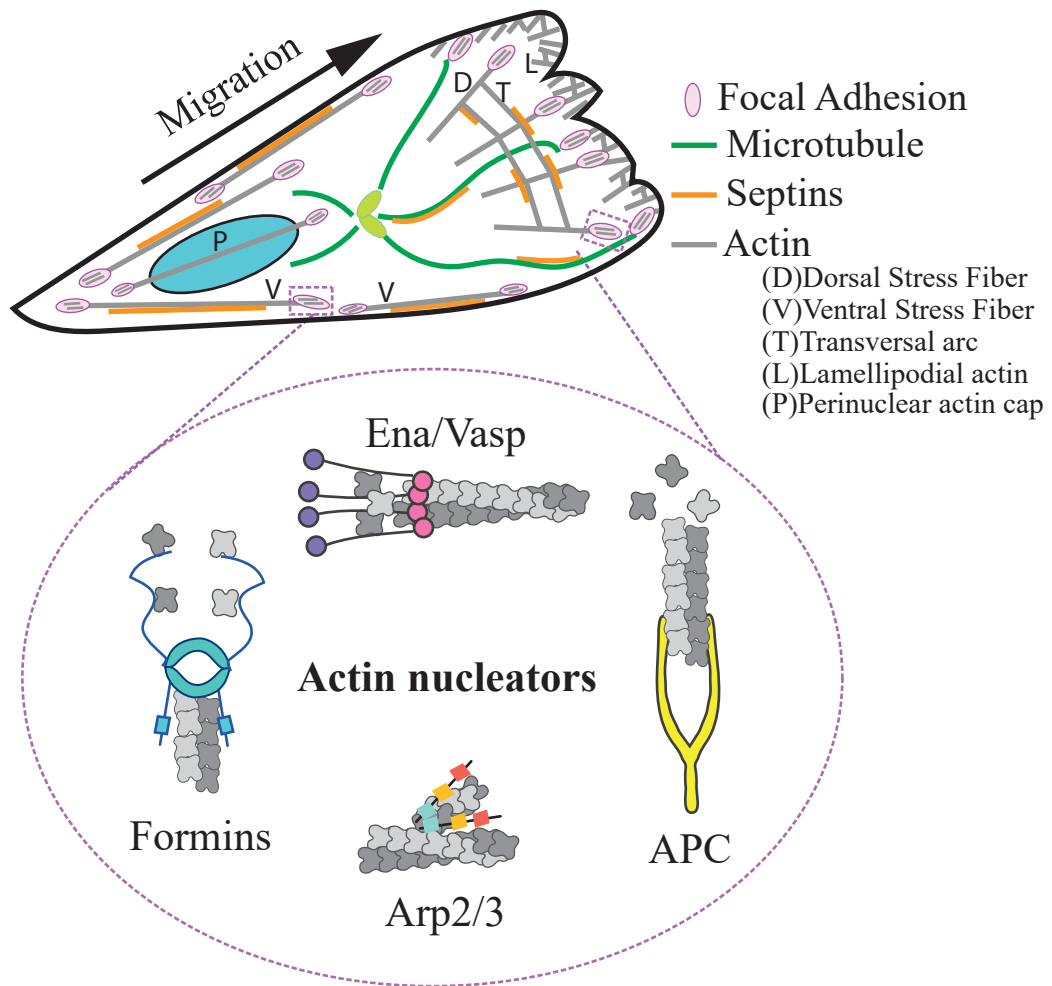 Migration
D
T
L
P
V
V
Focal Adhesion
Microtubule
Septins
Actin
(D)Dorsal Stress Fiber
(V)Ventral Stress Fiber
(T)Transversal arc
(L)Lamellipodial actin
(P)Perinuclear actin cap
Ena/Vasp
Actin nucleators
Formins
APC
Arp2/3